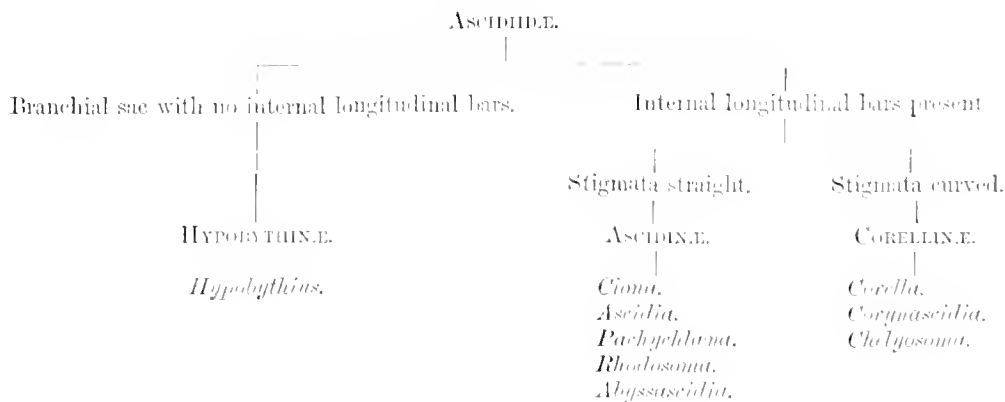 ASCIDIIDÆ.
Branchial sac with no internal longitudinal bars.
Internal longitudinal bars present
Stigmata straight.
Stigmata curved.
HYPOBYTHINÆ.
ASCIDINÆ.
CORELLINÆ.
Hypobythius.
Ciona.
Ascidia.
Pachychlæna.
Rhodosoma.
Abyssascidia.
Corella.
Corynascidia.
Chelyosoma.